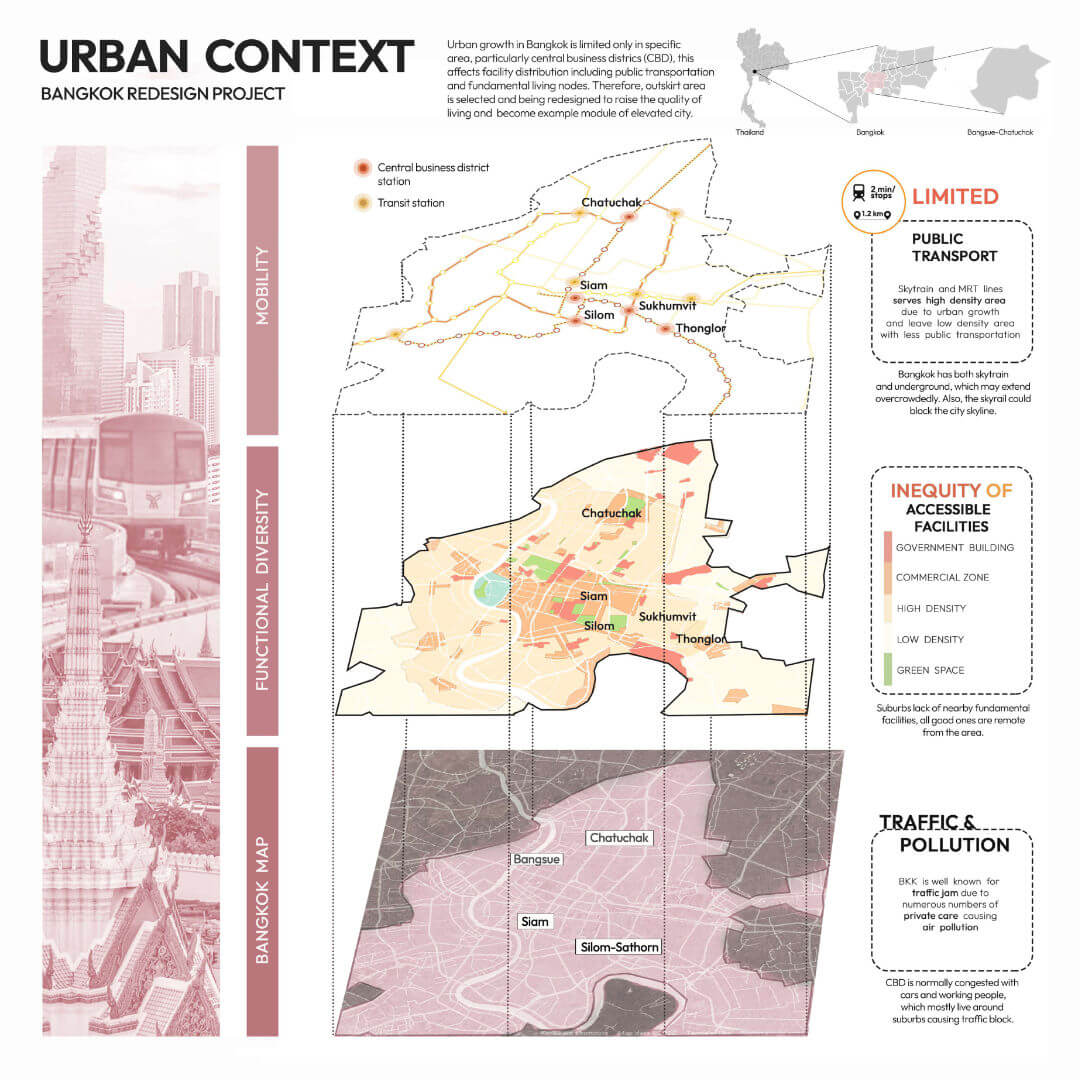 URBAN CONTEXT
BANGKOK REDESIGN PROJECT
Urban growth in Bangkok is limited only in specific
area, particularly central business districs (CBD), this
affects facility distribution including public transportation
and fundamental living nodes. Therefore, outskirt area
is selected and being redesigned to raise the quality of
living and become example module of elevated city.
Thailand
Bangkok
Bangsue-Chatuchak
MOBILITY
Central business district
station
Transit station
Chatuchak
Siam
Sukhumvit
Silom
Thonglor
2 min/
stops
1.2 km
LIMITED
PUBLIC
TRANSPORT
Skytrain and MRT lines
serves high density area
due to urban growth
and leave low density area
with less public transportation
Bangkok has both skytrain
and underground, which may extend
overcrowdedly. Also, the skyrail could
block the city skyline.
FUNCTIONAL DIVERSITY
Chatuchak
Siam
Sukhumvit
Silom
Thonglor
INEQUITY OF
ACCESSIBLE
FACILITIES
GOVERNMENT BUILDING
COMMERCIAL ZONE
HIGH DENSITY
LOW DENSITY
GREEN SPACE
Suburbs lack of nearby fundamental
facilities, all good ones are remote
from the area.
BANGKOK MAP
Chatuchak
Bangsue
Siam
Silom-Sathorn
TRAFFIC &
POLLUTION
BKK is well known for
traffic jam due to
numerous numbers of
private care causing
air pollution
CBD is normally congested with
cars and working people,
which mostly live around
suburbs causing traffic block.